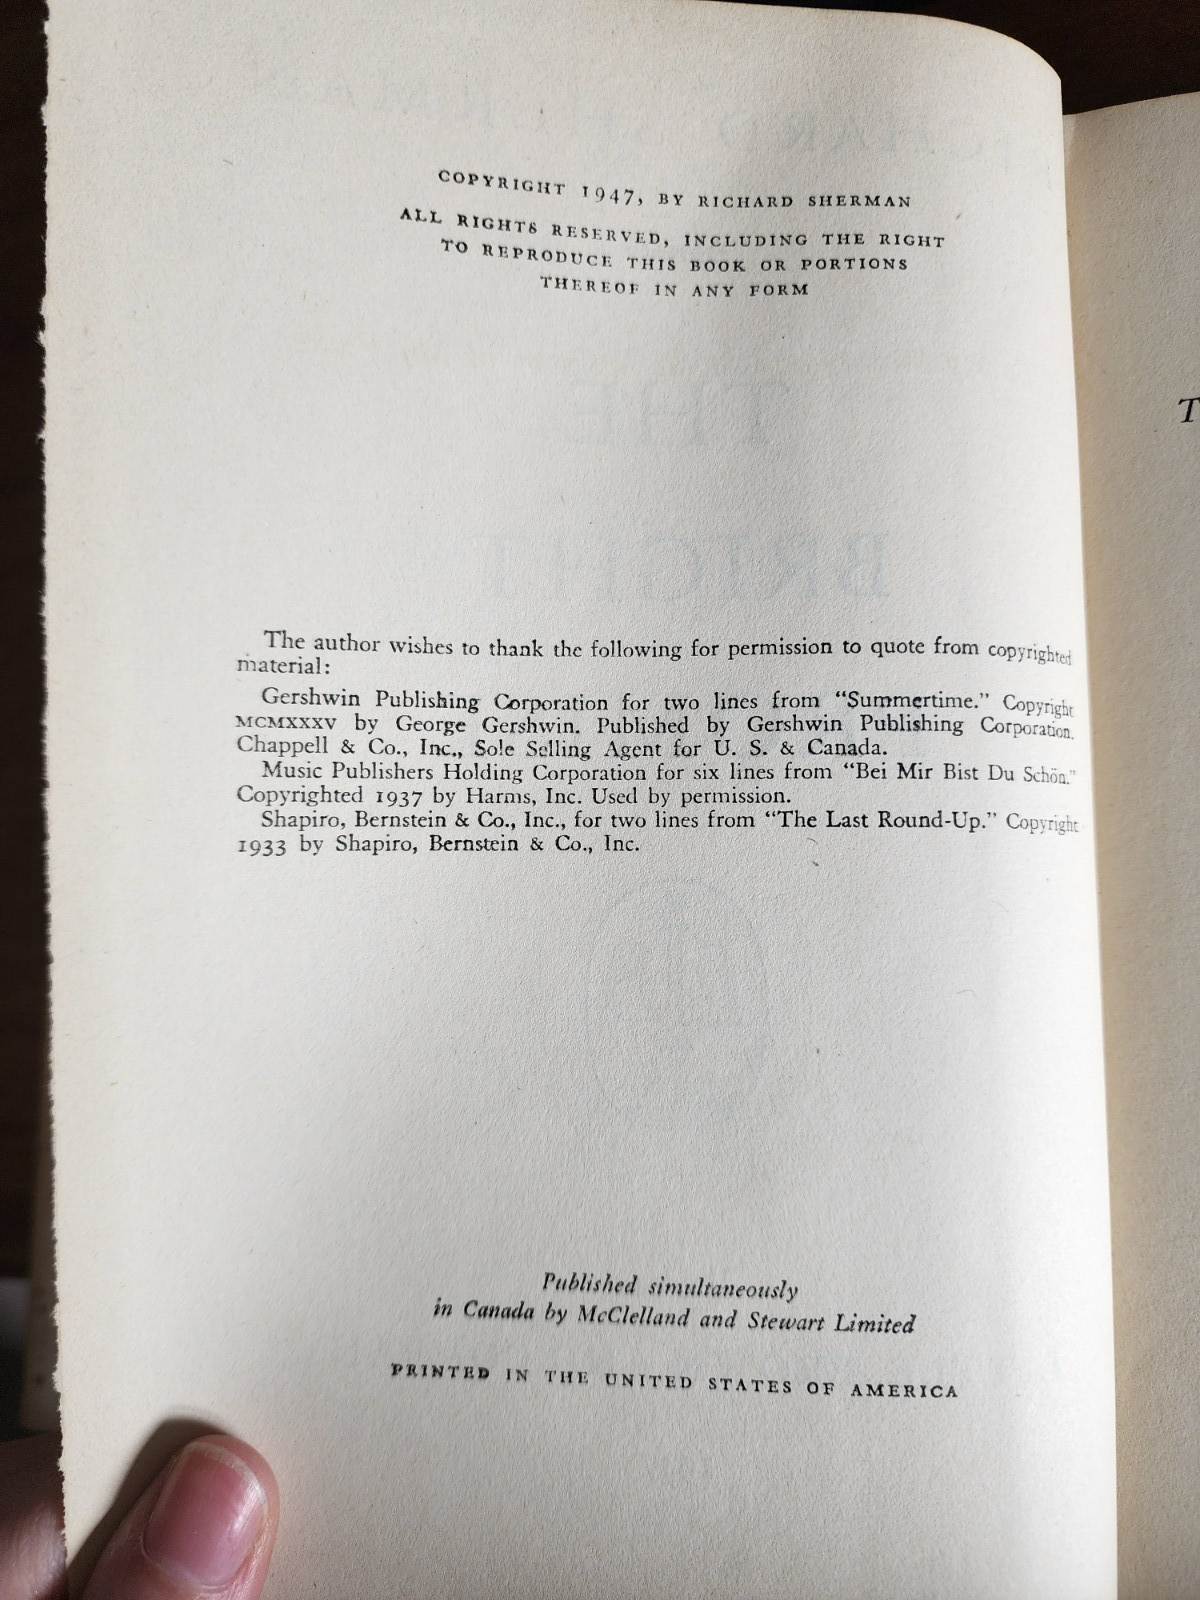 COPYRIGHT 1947, BY RICHARD SHERMAN
ALL RIGHTS RESERVED, INCLUDING THE RIGHT
TO REPRODUCE THIS BOOK OR PORTIONS
THEREOF IN ANY FORM
THE
BRIGHT
The author wishes to thank the following for permission to quote from copyrighted
material:
Gershwin Publishing Corporation for two lines from “Summertime.” Copyright
MCMXXXV by George Gershwin. Published by Gershwin Publishing Corporation.
Chappell & Co., Inc., Sole Selling Agent for U. S. & Canada.
Music Publishers Holding Corporation for six lines from “Bei Mir Bist Du Schön.”
Copyrighted 1937 by Harms, Inc. Used by permission.
Shapiro, Bernstein & Co., Inc., for two lines from “The Last Round-Up.” Copyright
1933 by Shapiro, Bernstein & Co., Inc.
Published simultaneously
in Canada by McClelland and Stewart Limited
PRINTED IN THE UNITED STATES OF AMERICA
T